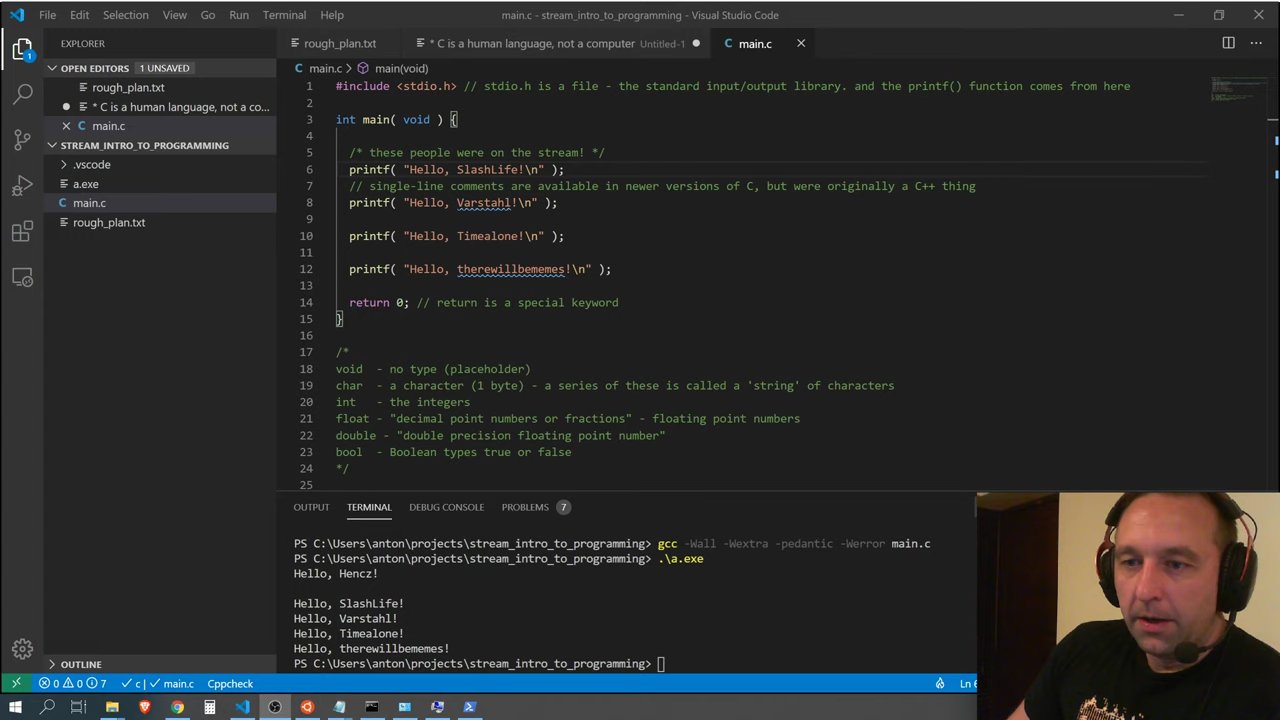 File Edit Selection View Go Run Terminal Help
main.c - stream_intro_to_programming - Visual Studio Code
EXPLORER
rough_plan.txt
* C is a human language, not a computer Untitled-1
main.c
OPEN EDITORS 1 UNSAVED
main.c > main(void)
rough_plan.txt
* C is a human language, not a co...
main.c
STREAM_INTRO_TO_PROGRAMMING
.vscode
a.exe
main.c
rough_plan.txt
1 #include <stdio.h> // stdio.h is a file - the standard input/output library. and the printf() function comes from here
2
3 int main( void ) {
4
5 /* these people were on the stream! */
6 printf( "Hello, SlashLife!\n" );
7 // single-line comments are available in newer versions of C, but were originally a C++ thing
8 printf( "Hello, Varstahl!\n" );
9
10 printf( "Hello, Timealone!\n" );
11
12 printf( "Hello, therewillbememes!\n" );
13
14 return 0; // return is a special keyword
15 }
16
17 /*
18 void - no type (placeholder)
19 char - a character (1 byte) - a series of these is called a 'string' of characters
20 int - the integers
21 float - "decimal point numbers or fractions" - floating point numbers
22 double - "double precision floating point number"
23 bool - Boolean types true or false
24 */
25
OUTPUT TERMINAL DEBUG CONSOLE PROBLEMS 7
PS C:\Users\anton\projects\stream_intro_to_programming> gcc -Wall -Wextra -pedantic -Werror main.c
PS C:\Users\anton\projects\stream_intro_to_programming> .\a.exe
Hello, Hencz!
Hello, SlashLife!
Hello, Varstahl!
Hello, Timealone!
Hello, therewillbememes!
PS C:\Users\anton\projects\stream_intro_to_programming>
OUTLINE
0 0 7 c | main.c Cppcheck
Ln 6